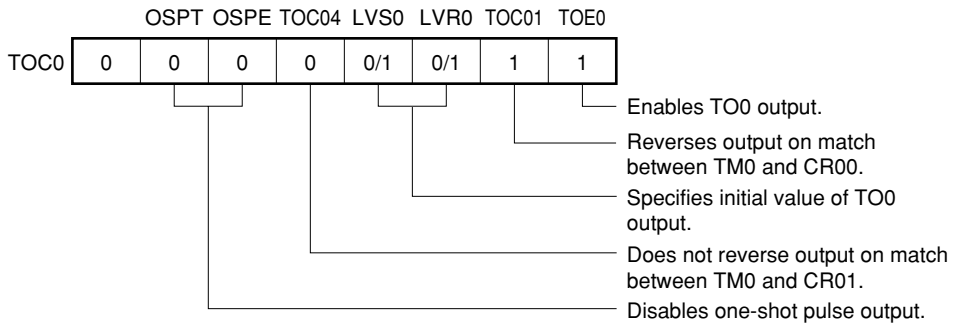 OSPT OSPE TOC04 LVS0 LVR0 TOC01 TOE0
TOC0 0 0 0 0 0/1 0/1 1 1
Enables TO0 output.
Reverses output on match
between TM0 and CR00.
Specifies initial value of TO0
output.
Does not reverse output on match
between TM0 and CR01.
Disables one-shot pulse output.